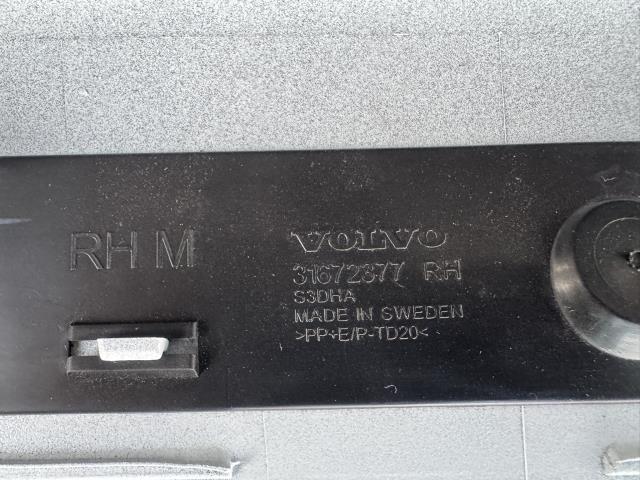 RH M
VOLVO
31672377 RH
S3DHA
MADE IN SWEDEN
>PP+E/P-TD20<